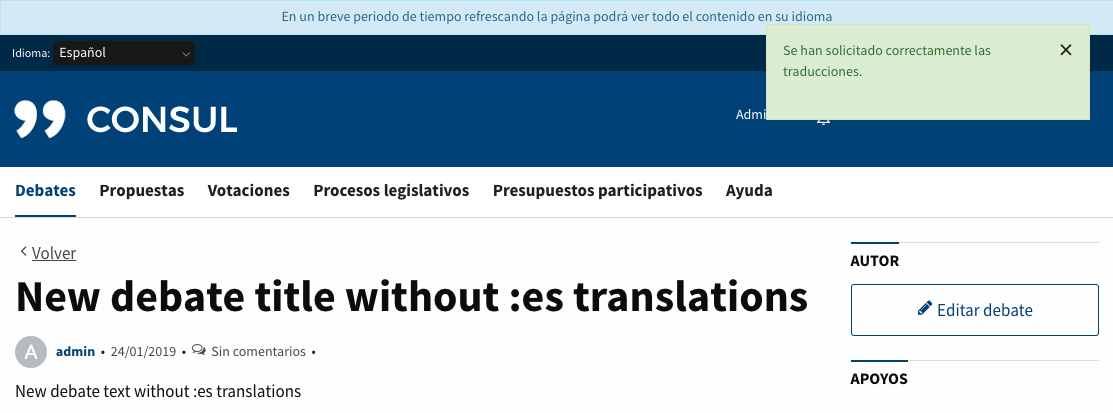 En un breve periodo de tiempo refrescando la página podrá ver todo el contenido en su idioma
Idioma: Español
Se han solicitado correctamente las
traducciones.
CONSUL
Debates Propuestas Votaciones Procesos legislativos Presupuestos participativos Ayuda
Volver
New debate title without :es translations
A admin • 24/01/2019 • Sin comentarios •
New debate text without :es translations
AUTOR
Editar debate
APOYOS